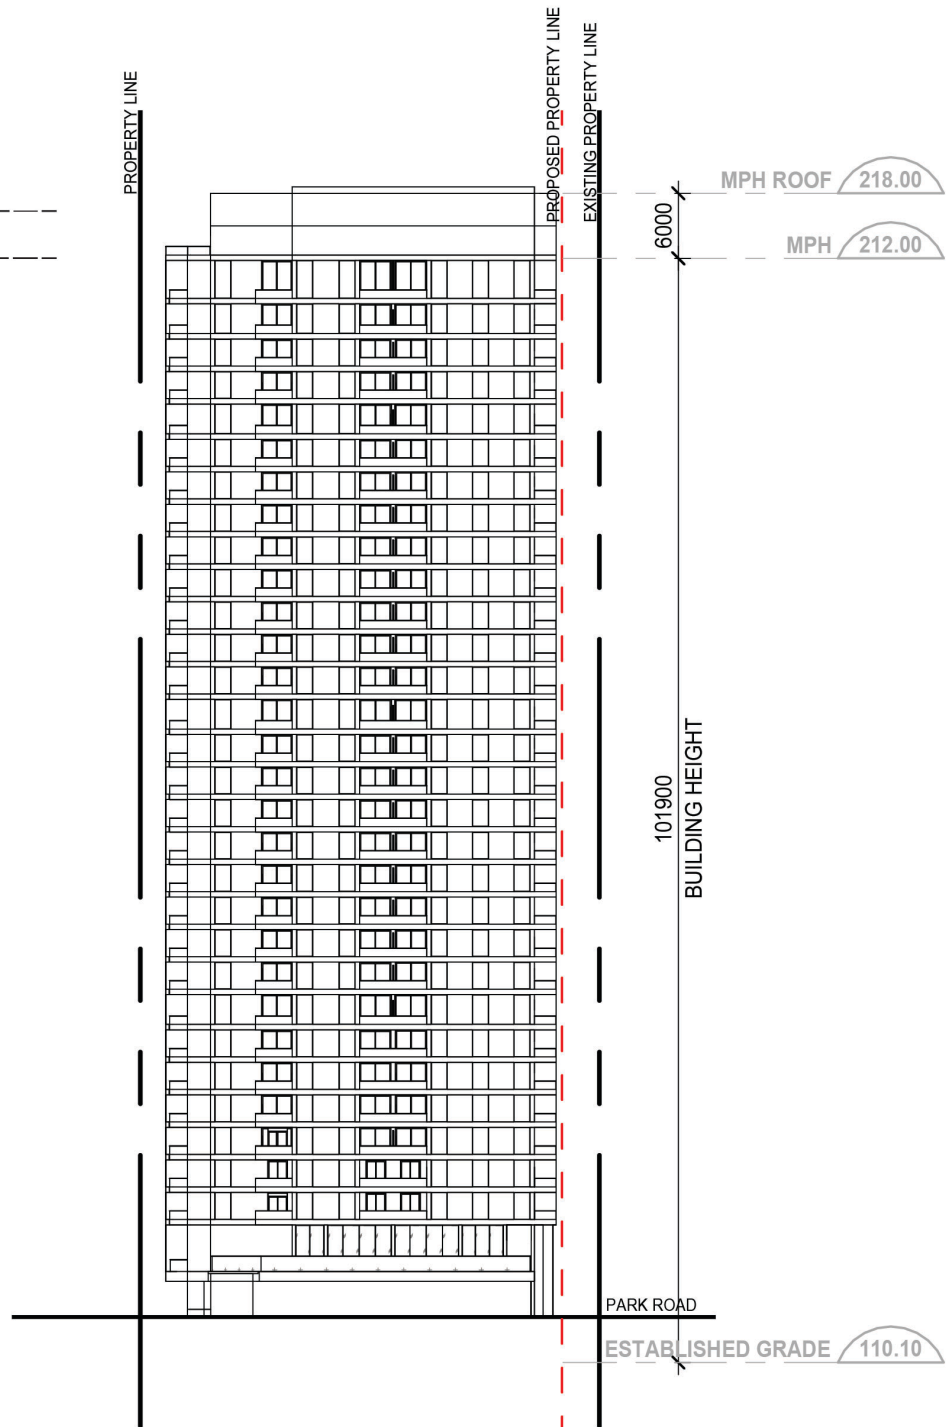 PROPERTY LINE
PROPOSED PROPERTY LINE
EXISTING PROPERTY LINE
MPH ROOF 218.00
6000
MPH 212.00
101900
BUILDING HEIGHT
PARK ROAD
ESTABLISHED GRADE 110.10